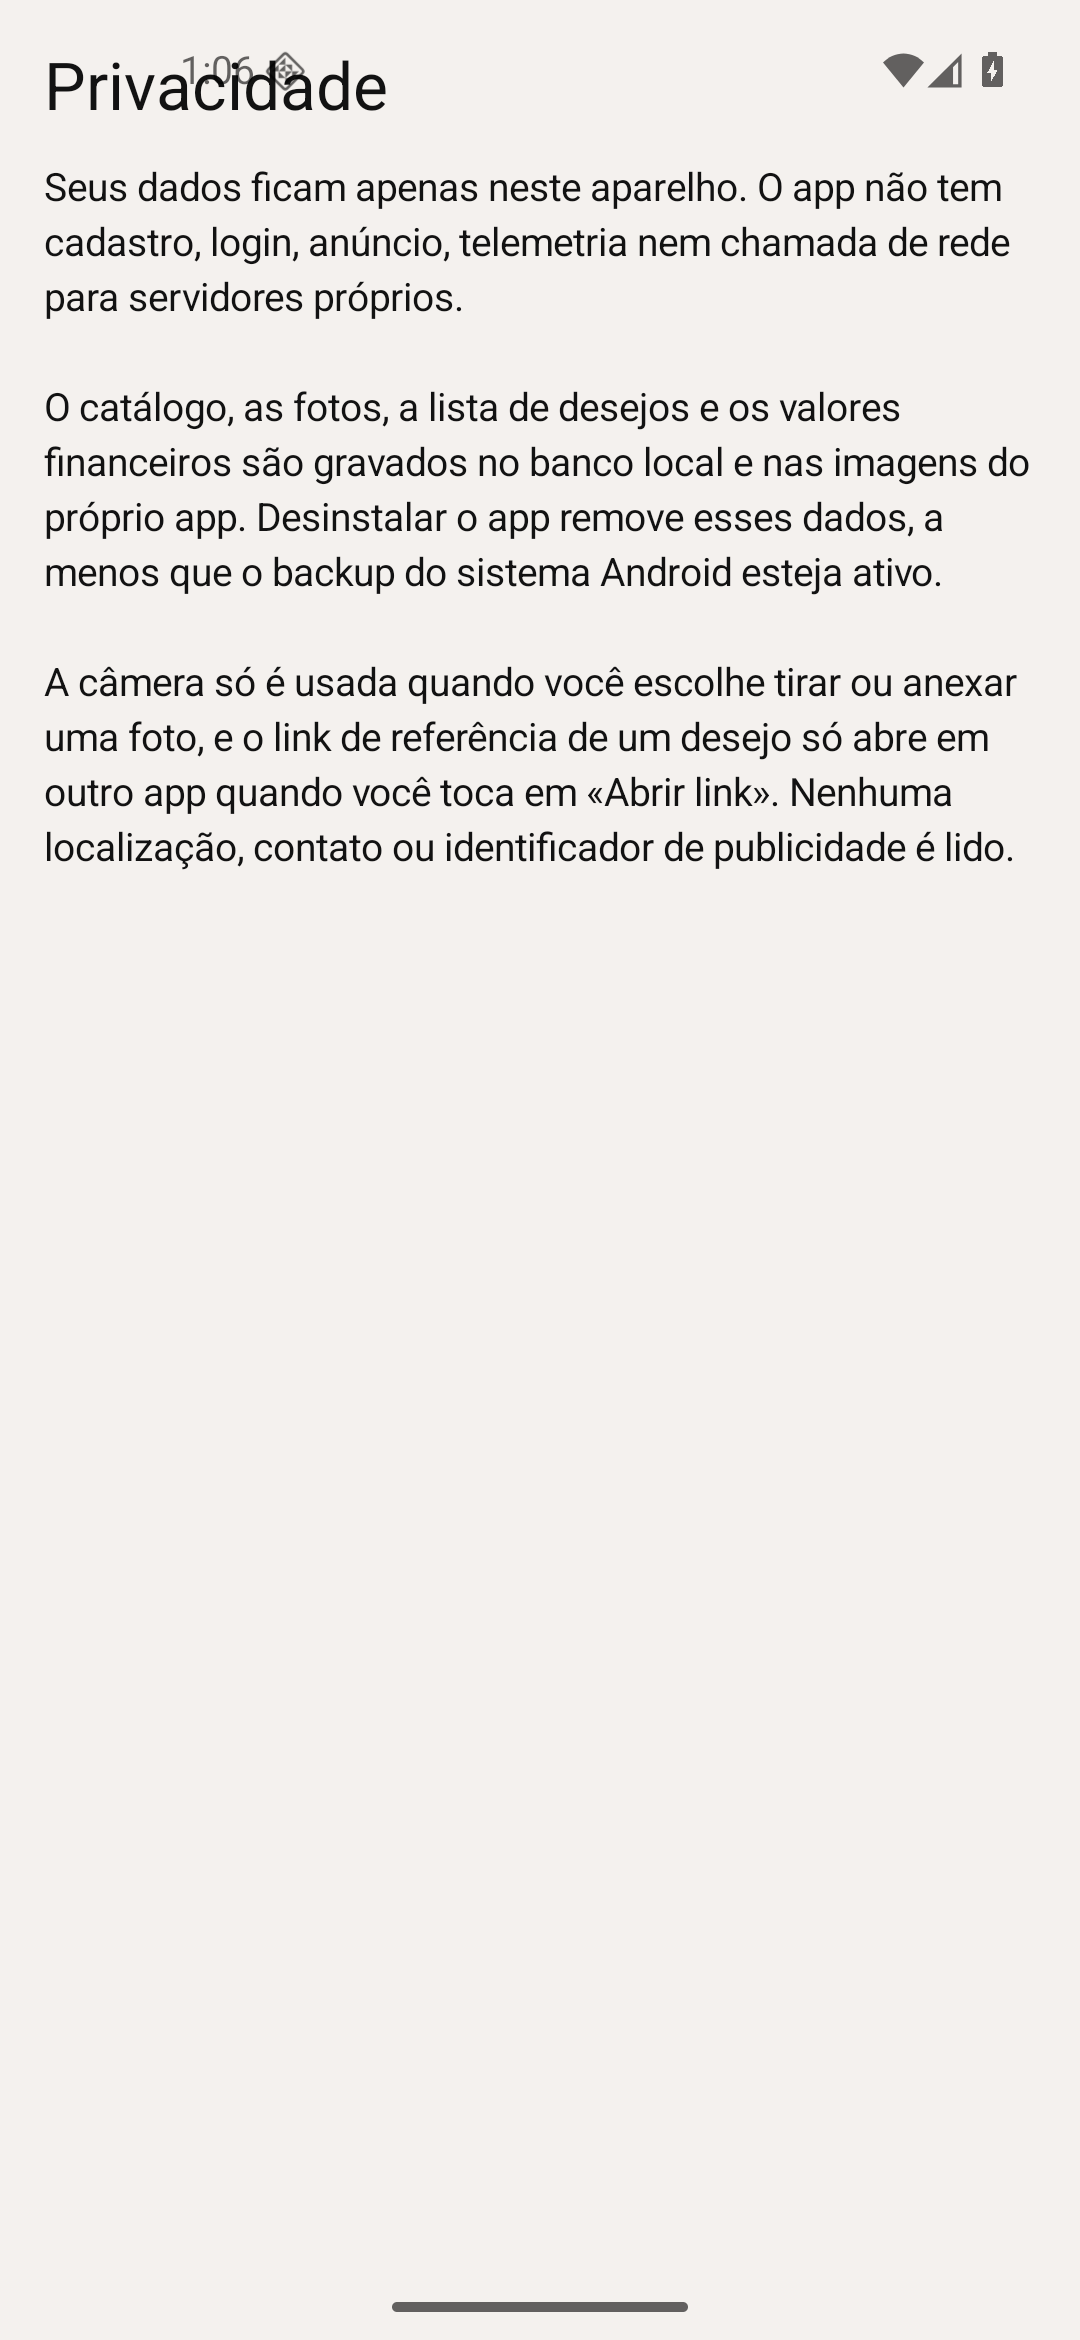 1:06
Privacidade
Seus dados ficam apenas neste aparelho. O app não tem
cadastro, login, anúncio, telemetria nem chamada de rede
para servidores próprios.
O catálogo, as fotos, a lista de desejos e os valores
financeiros são gravados no banco local e nas imagens do
próprio app. Desinstalar o app remove esses dados, a
menos que o backup do sistema Android esteja ativo.
A câmera só é usada quando você escolhe tirar ou anexar
uma foto, e o link de referência de um desejo só abre em
outro app quando você toca em «Abrir link». Nenhuma
localização, contato ou identificador de publicidade é lido.